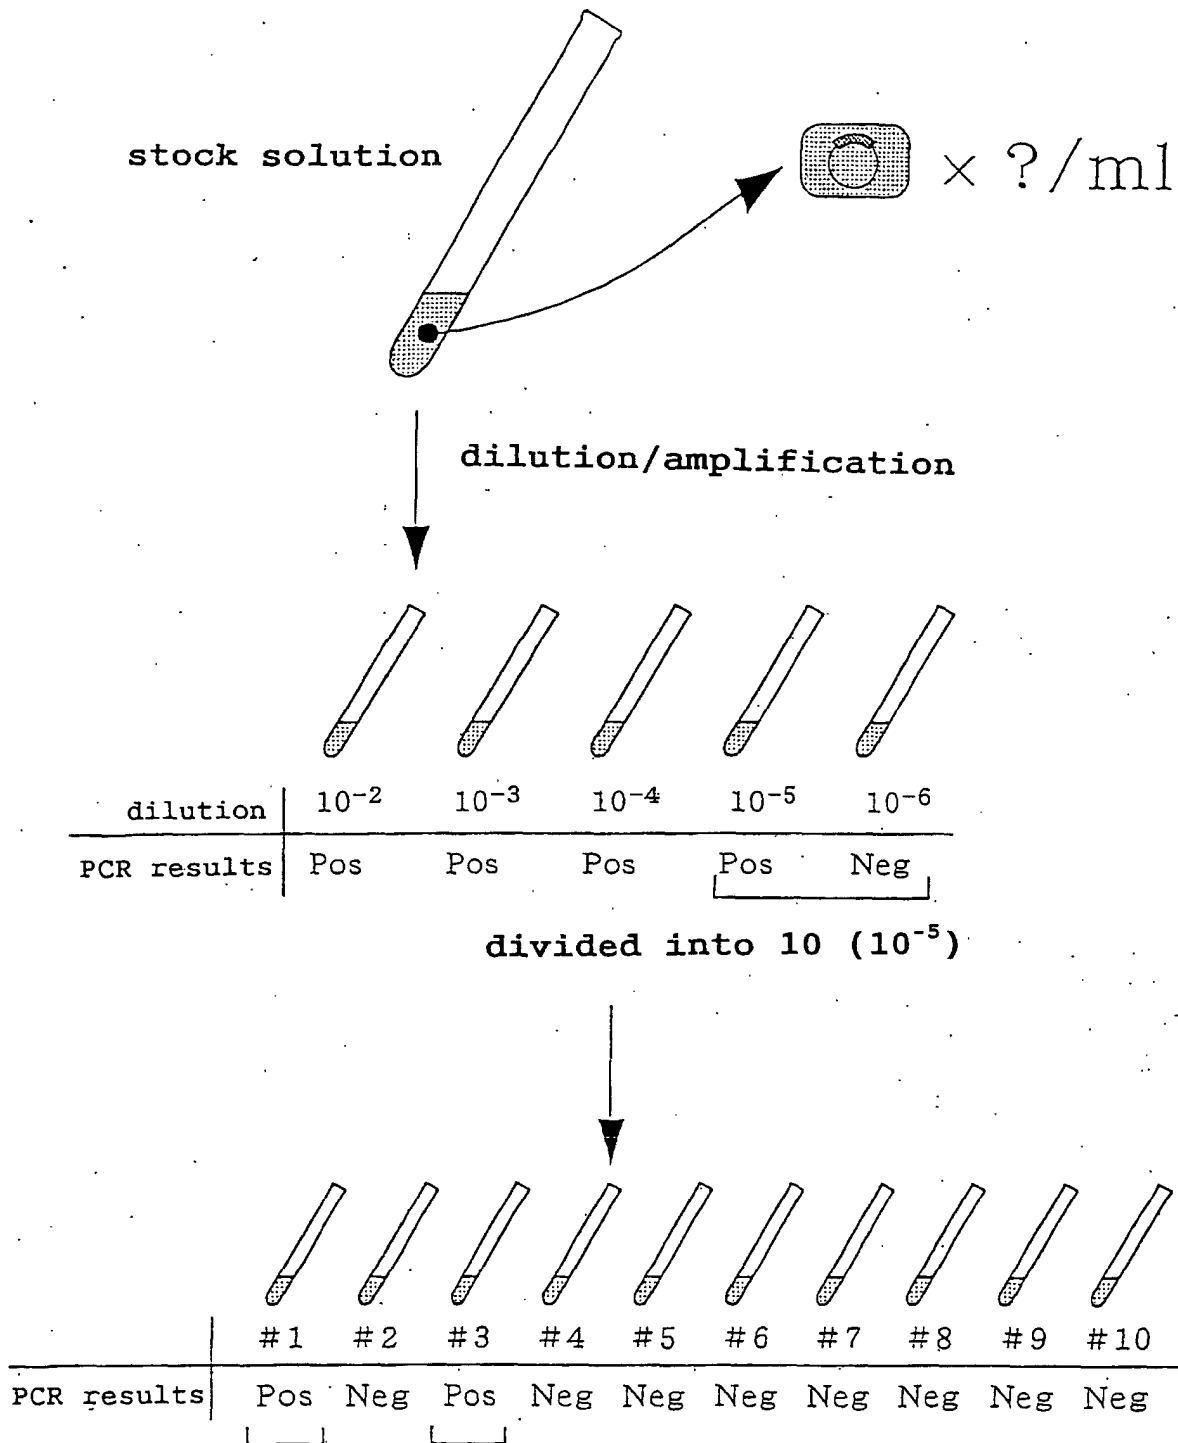 stock solution
× ?/ml
dilution/amplification
dilution 10⁻² 10⁻³ 10⁻⁴ 10⁻⁵ 10⁻⁶
PCR results Pos Pos Pos Pos Neg
divided into 10 (10⁻⁵)
#1 #2 #3 #4 #5 #6 #7 #8 #9 #10
PCR results Pos Neg Pos Neg Neg Neg Neg Neg Neg Neg